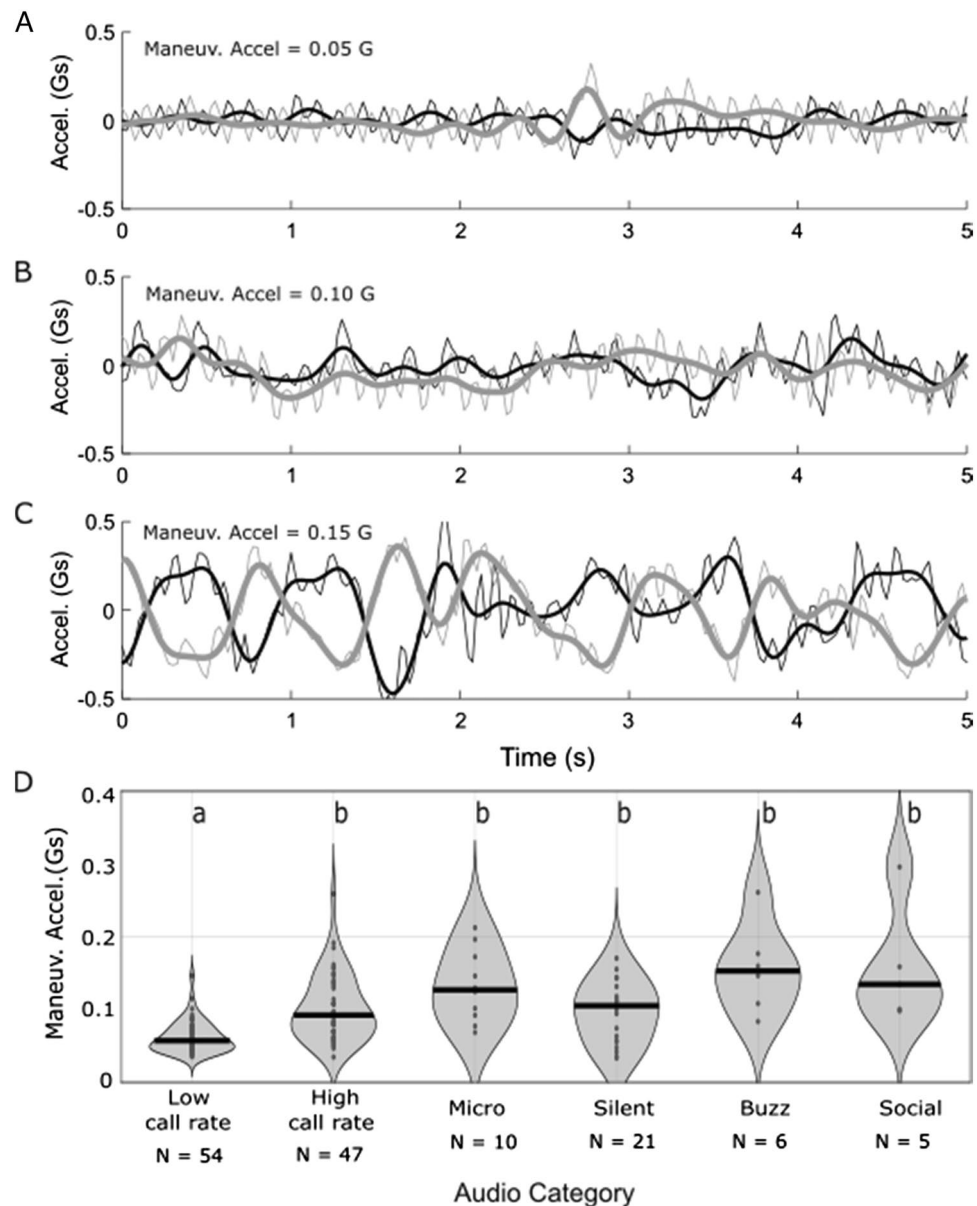 A
0.5
Maneuv. Accel = 0.05 G
Accel. (Gs)
0
-0.5
0 1 2 3 4 5
B
0.5
Maneuv. Accel = 0.10 G
Accel. (Gs)
0
-0.5
0 1 2 3 4 5
C
0.5
Maneuv. Accel = 0.15 G
Accel. (Gs)
0
-0.5
0 1 2 3 4 5
Time (s)
D
0.4
a b b b b b
0.3
Maneuv. Accel.(Gs)
0.2
0.1
0
Low High Micro Silent Buzz Social
call rate call rate
N = 54 N = 47 N = 10 N = 21 N = 6 N = 5
Audio Category